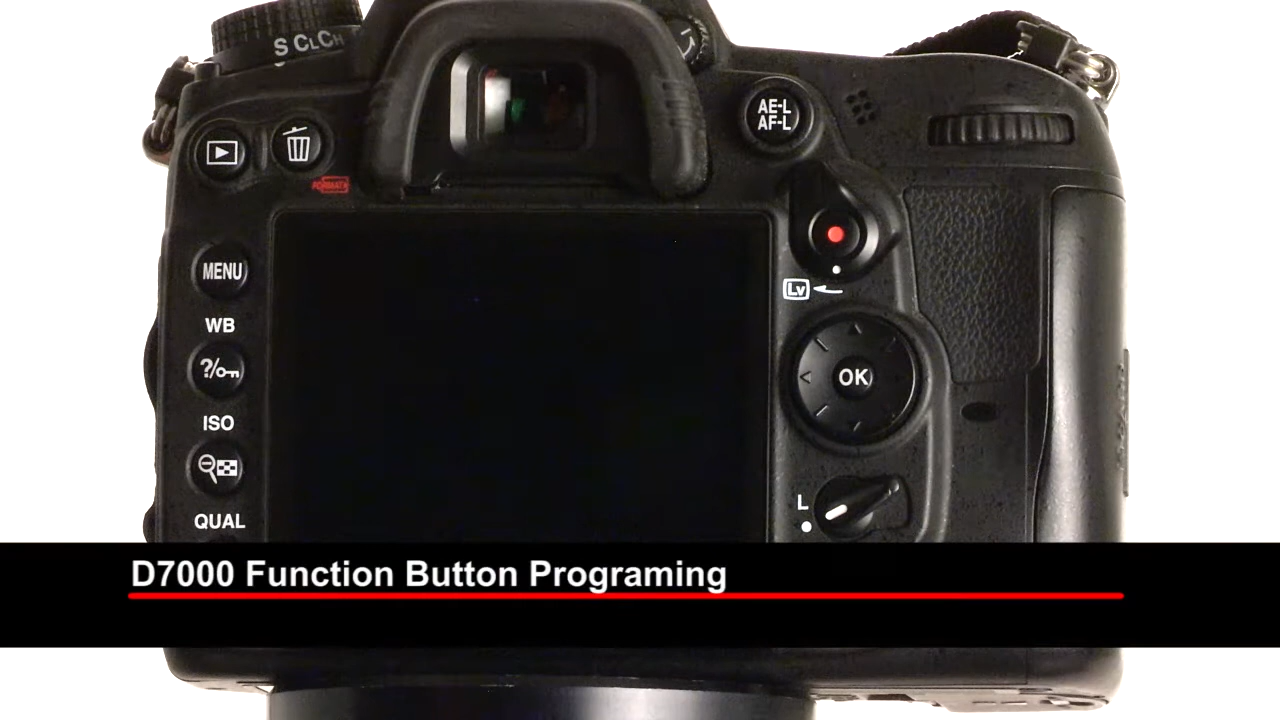 S CL CH
AE-L
AF-L
FORMAT
MENU
WB
Lv
?/
OK
ISO
L
QUAL
D7000 Function Button Programing